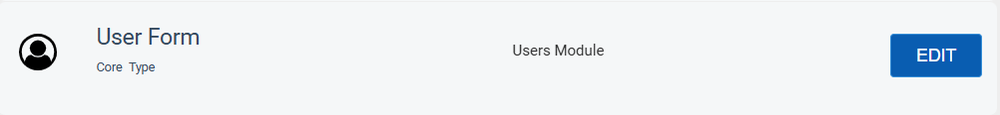 User Form
Core Type
Users Module
EDIT